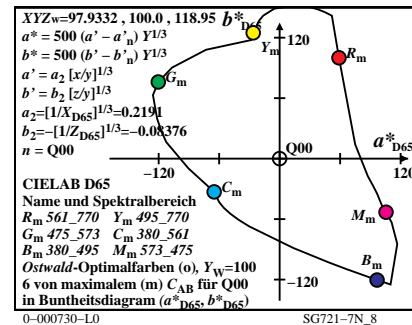 XYZw=97.9332, 100.0, 118.95 b*D65
a* = 500 (a' - a'n) Y1/3
b* = 500 (b' - b'n) Y1/3
a' = a2 [x/y]1/3
b' = b2 [z/y]1/3
a2=[1/XD65]1/3=0.2191
b2=–[1/ZD65]1/3=–0.08376
n = Q00
CIELAB D65
Name und Spektralbereich
Rm 561_770 Ym 495_770
Gm 475_573 Cm 380_561
Bm 380_495 Mm 573_475
Ostwald-Optimalfarben (o), YW=100
6 von maximalem (m) CAB für Q00
in Buntheitsdiagram (a*D65, b*D65)
120
Ym
Rm
Gm
Q00
a*D65
–120
120
Cm
Mm
Bm
–120
0–000730–L0
SG721–7N_8